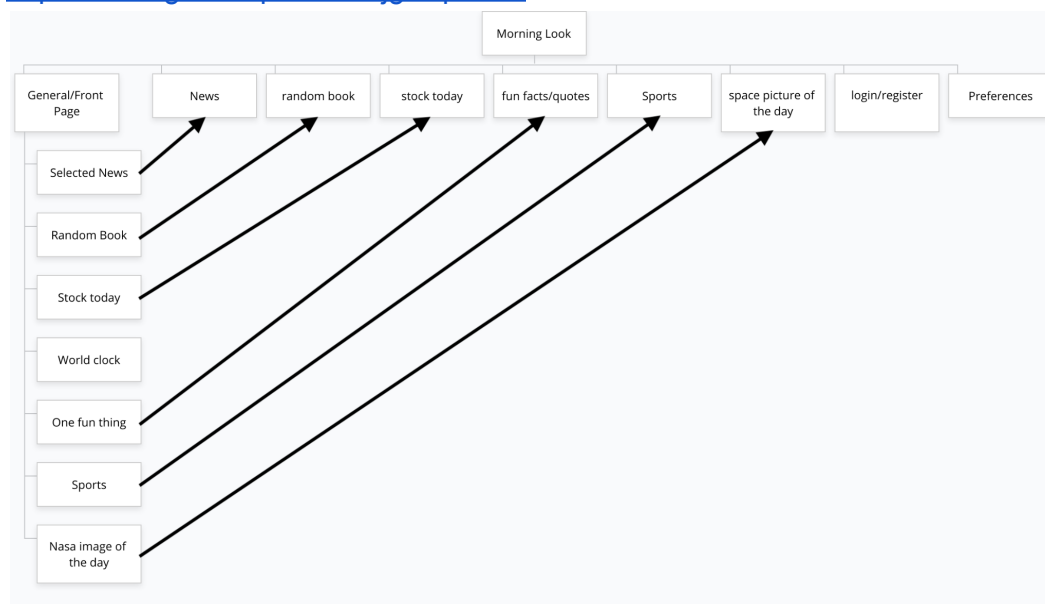 Morning Look
General/Front
Page
News
random book
stock today
fun facts/quotes
Sports
space picture of
the day
login/register
Preferences
Selected News
Random Book
Stock today
World clock
One fun thing
Sports
Nasa image of
the day